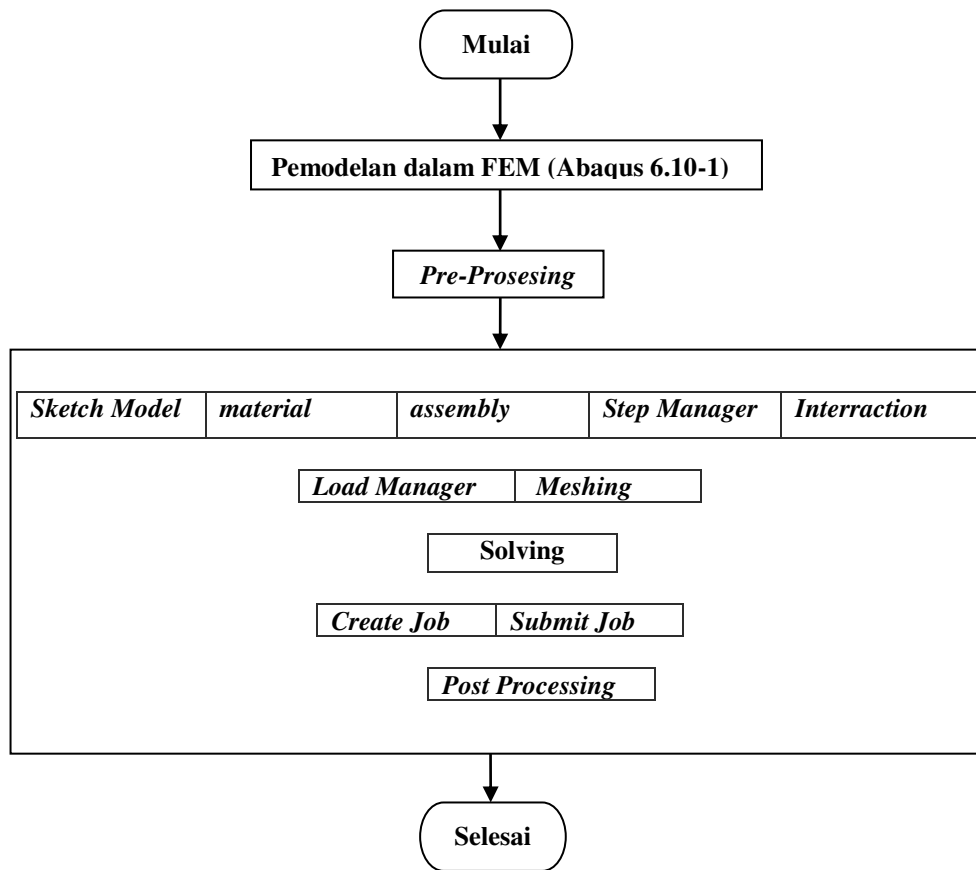 Mulai
Pemodelan dalam FEM (Abaqus 6.10-1)
Pre-Prosesing
Sketch Model material assembly Step Manager Interraction
Load Manager Meshing
Solving
Create Job Submit Job
Post Processing
Selesai